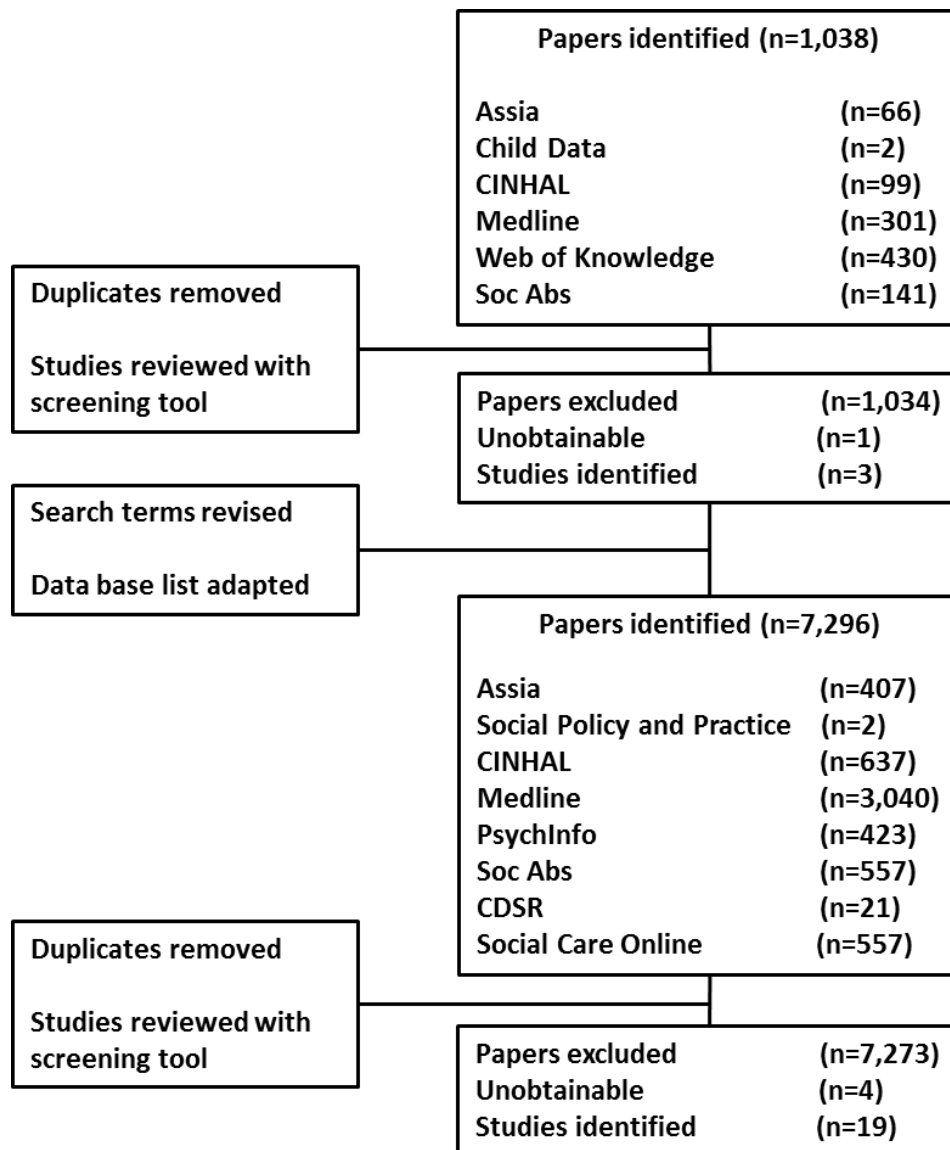 Papers identified (n=1,038)
Assia (n=66)
Child Data (n=2)
CINHAL (n=99)
Medline (n=301)
Web of Knowledge (n=430)
Soc Abs (n=141)
Duplicates removed
Studies reviewed with
screening tool
Papers excluded (n=1,034)
Unobtainable (n=1)
Studies identified (n=3)
Search terms revised
Data base list adapted
Papers identified (n=7,296)
Assia (n=407)
Social Policy and Practice (n=2)
CINHAL (n=637)
Medline (n=3,040)
PsychInfo (n=423)
Soc Abs (n=557)
CDSR (n=21)
Social Care Online (n=557)
Duplicates removed
Studies reviewed with
screening tool
Papers excluded (n=7,273)
Unobtainable (n=4)
Studies identified (n=19)